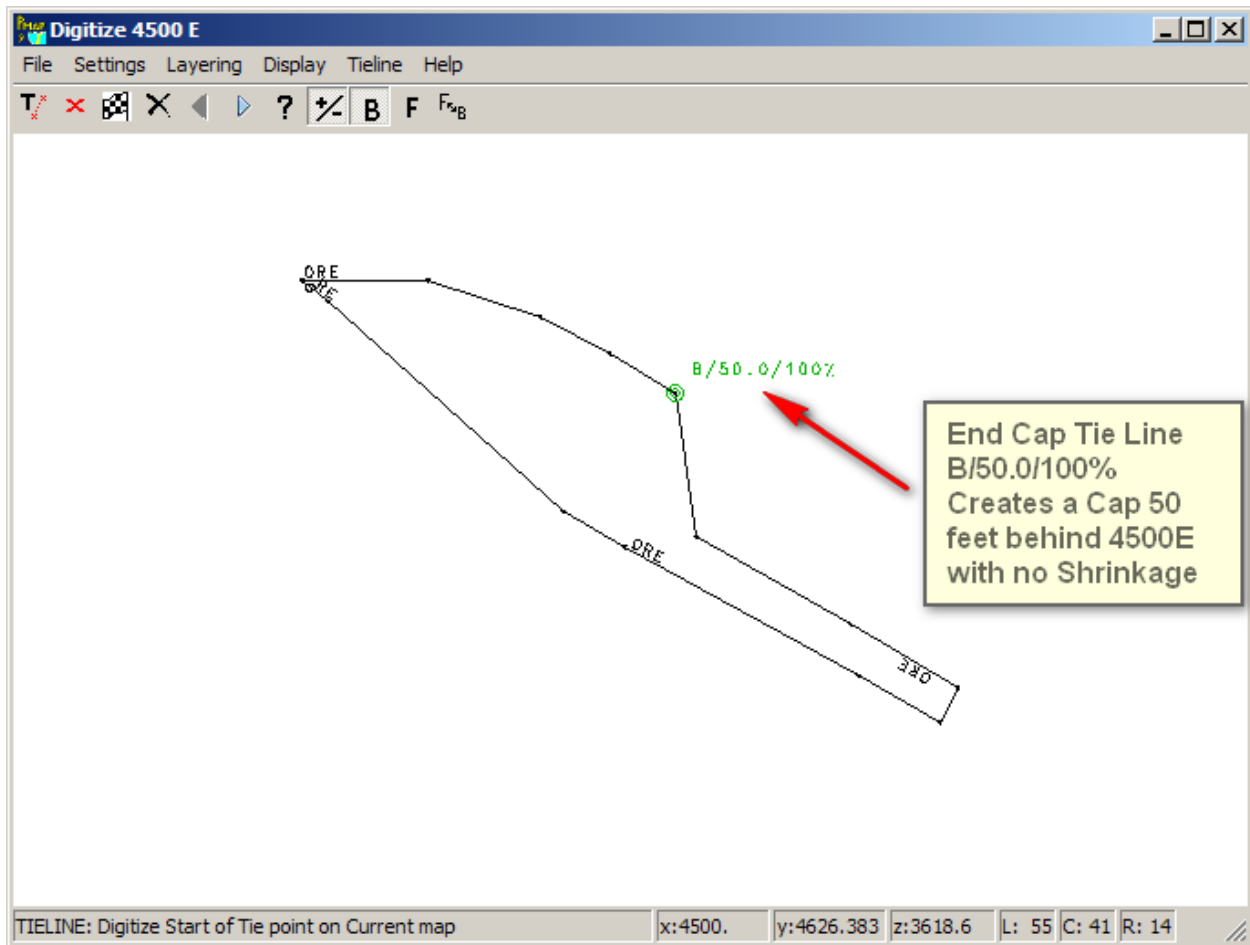 Digitize 4500 E
File Settings Layering Display Tieline Help
T ? +/- B F F B
ORE
ORE
B/50.0/100%
End Cap Tie Line
B/50.0/100%
Creates a Cap 50
feet behind 4500E
with no Shrinkage
ORE
ORE
TIELINE: Digitize Start of Tie point on Current map x:4500. y:4626.383 z:3618.6 L: 55 C: 41 R: 14